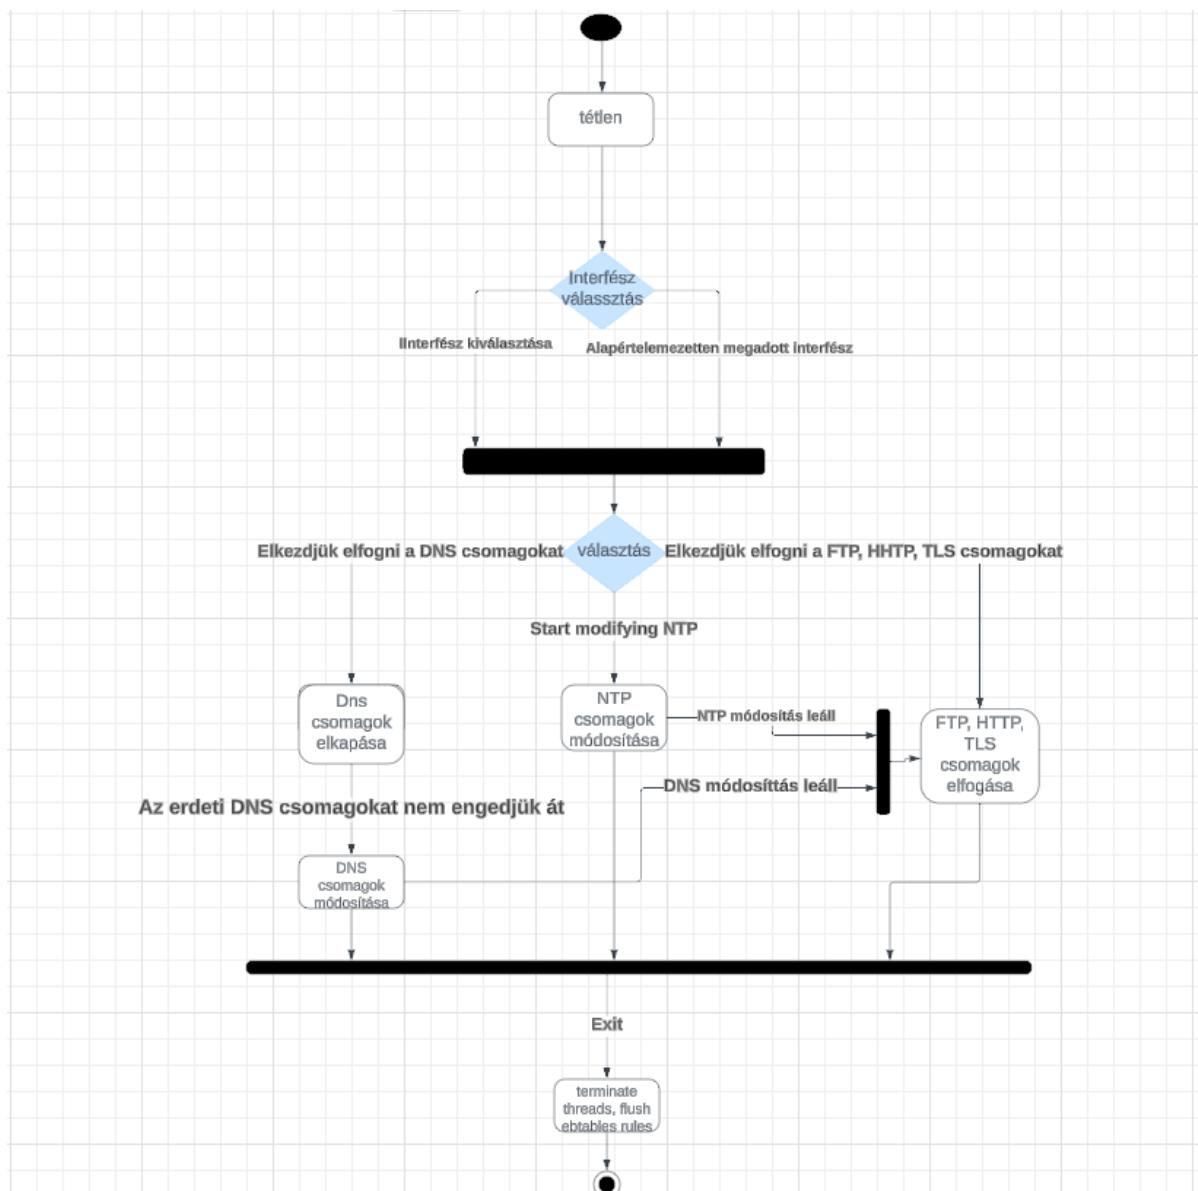 tétlen
Interfész
válassztás
IInterfész kiválasztása
Alapértelemezetten megadott interfész
Elkezdjük elfogni a DNS csomagokat
választás
Elkezdjük elfogni a FTP, HHTP, TLS csomagokat
Start modifying NTP
Dns
csomagok
elkapása
NTP
csomagok
módosítása
NTP módosítás leáll
FTP, HTTP,
TLS
csomagok
elfogása
DNS módosíttás leáll
Az erdeti DNS csomagokat nem engedjük át
DNS
csomagok
módosítása
Exit
terminate
threads, flush
ebtables rules